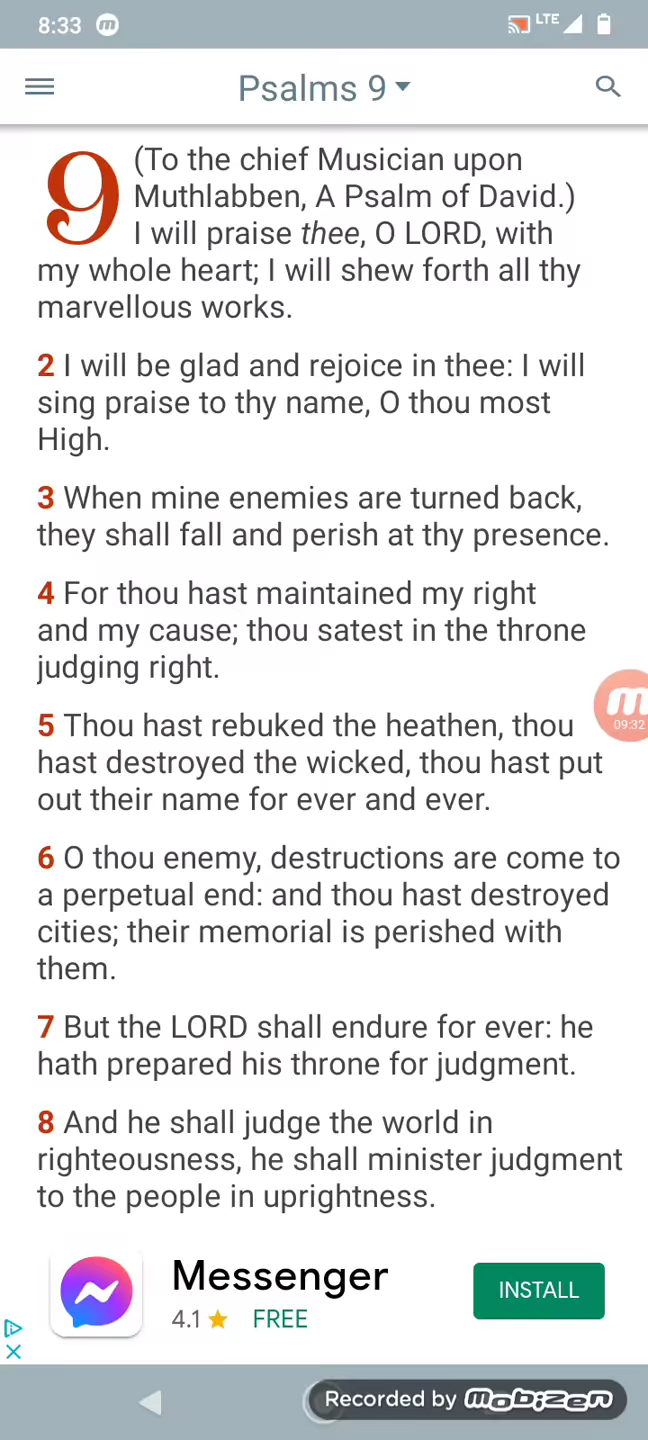 8:33
LTE
Psalms 9
9 (To the chief Musician upon
Muthlabben, A Psalm of David.)
I will praise thee, O LORD, with
my whole heart; I will shew forth all thy
marvellous works.
2 I will be glad and rejoice in thee: I will
sing praise to thy name, O thou most
High.
3 When mine enemies are turned back,
they shall fall and perish at thy presence.
4 For thou hast maintained my right
and my cause; thou satest in the throne
judging right.
5 Thou hast rebuked the heathen, thou
hast destroyed the wicked, thou hast put
out their name for ever and ever.
09:32
6 O thou enemy, destructions are come to
a perpetual end: and thou hast destroyed
cities; their memorial is perished with
them.
7 But the LORD shall endure for ever: he
hath prepared his throne for judgment.
8 And he shall judge the world in
righteousness, he shall minister judgment
to the people in uprightness.
Messenger
4.1 FREE
INSTALL
Recorded by mobizen